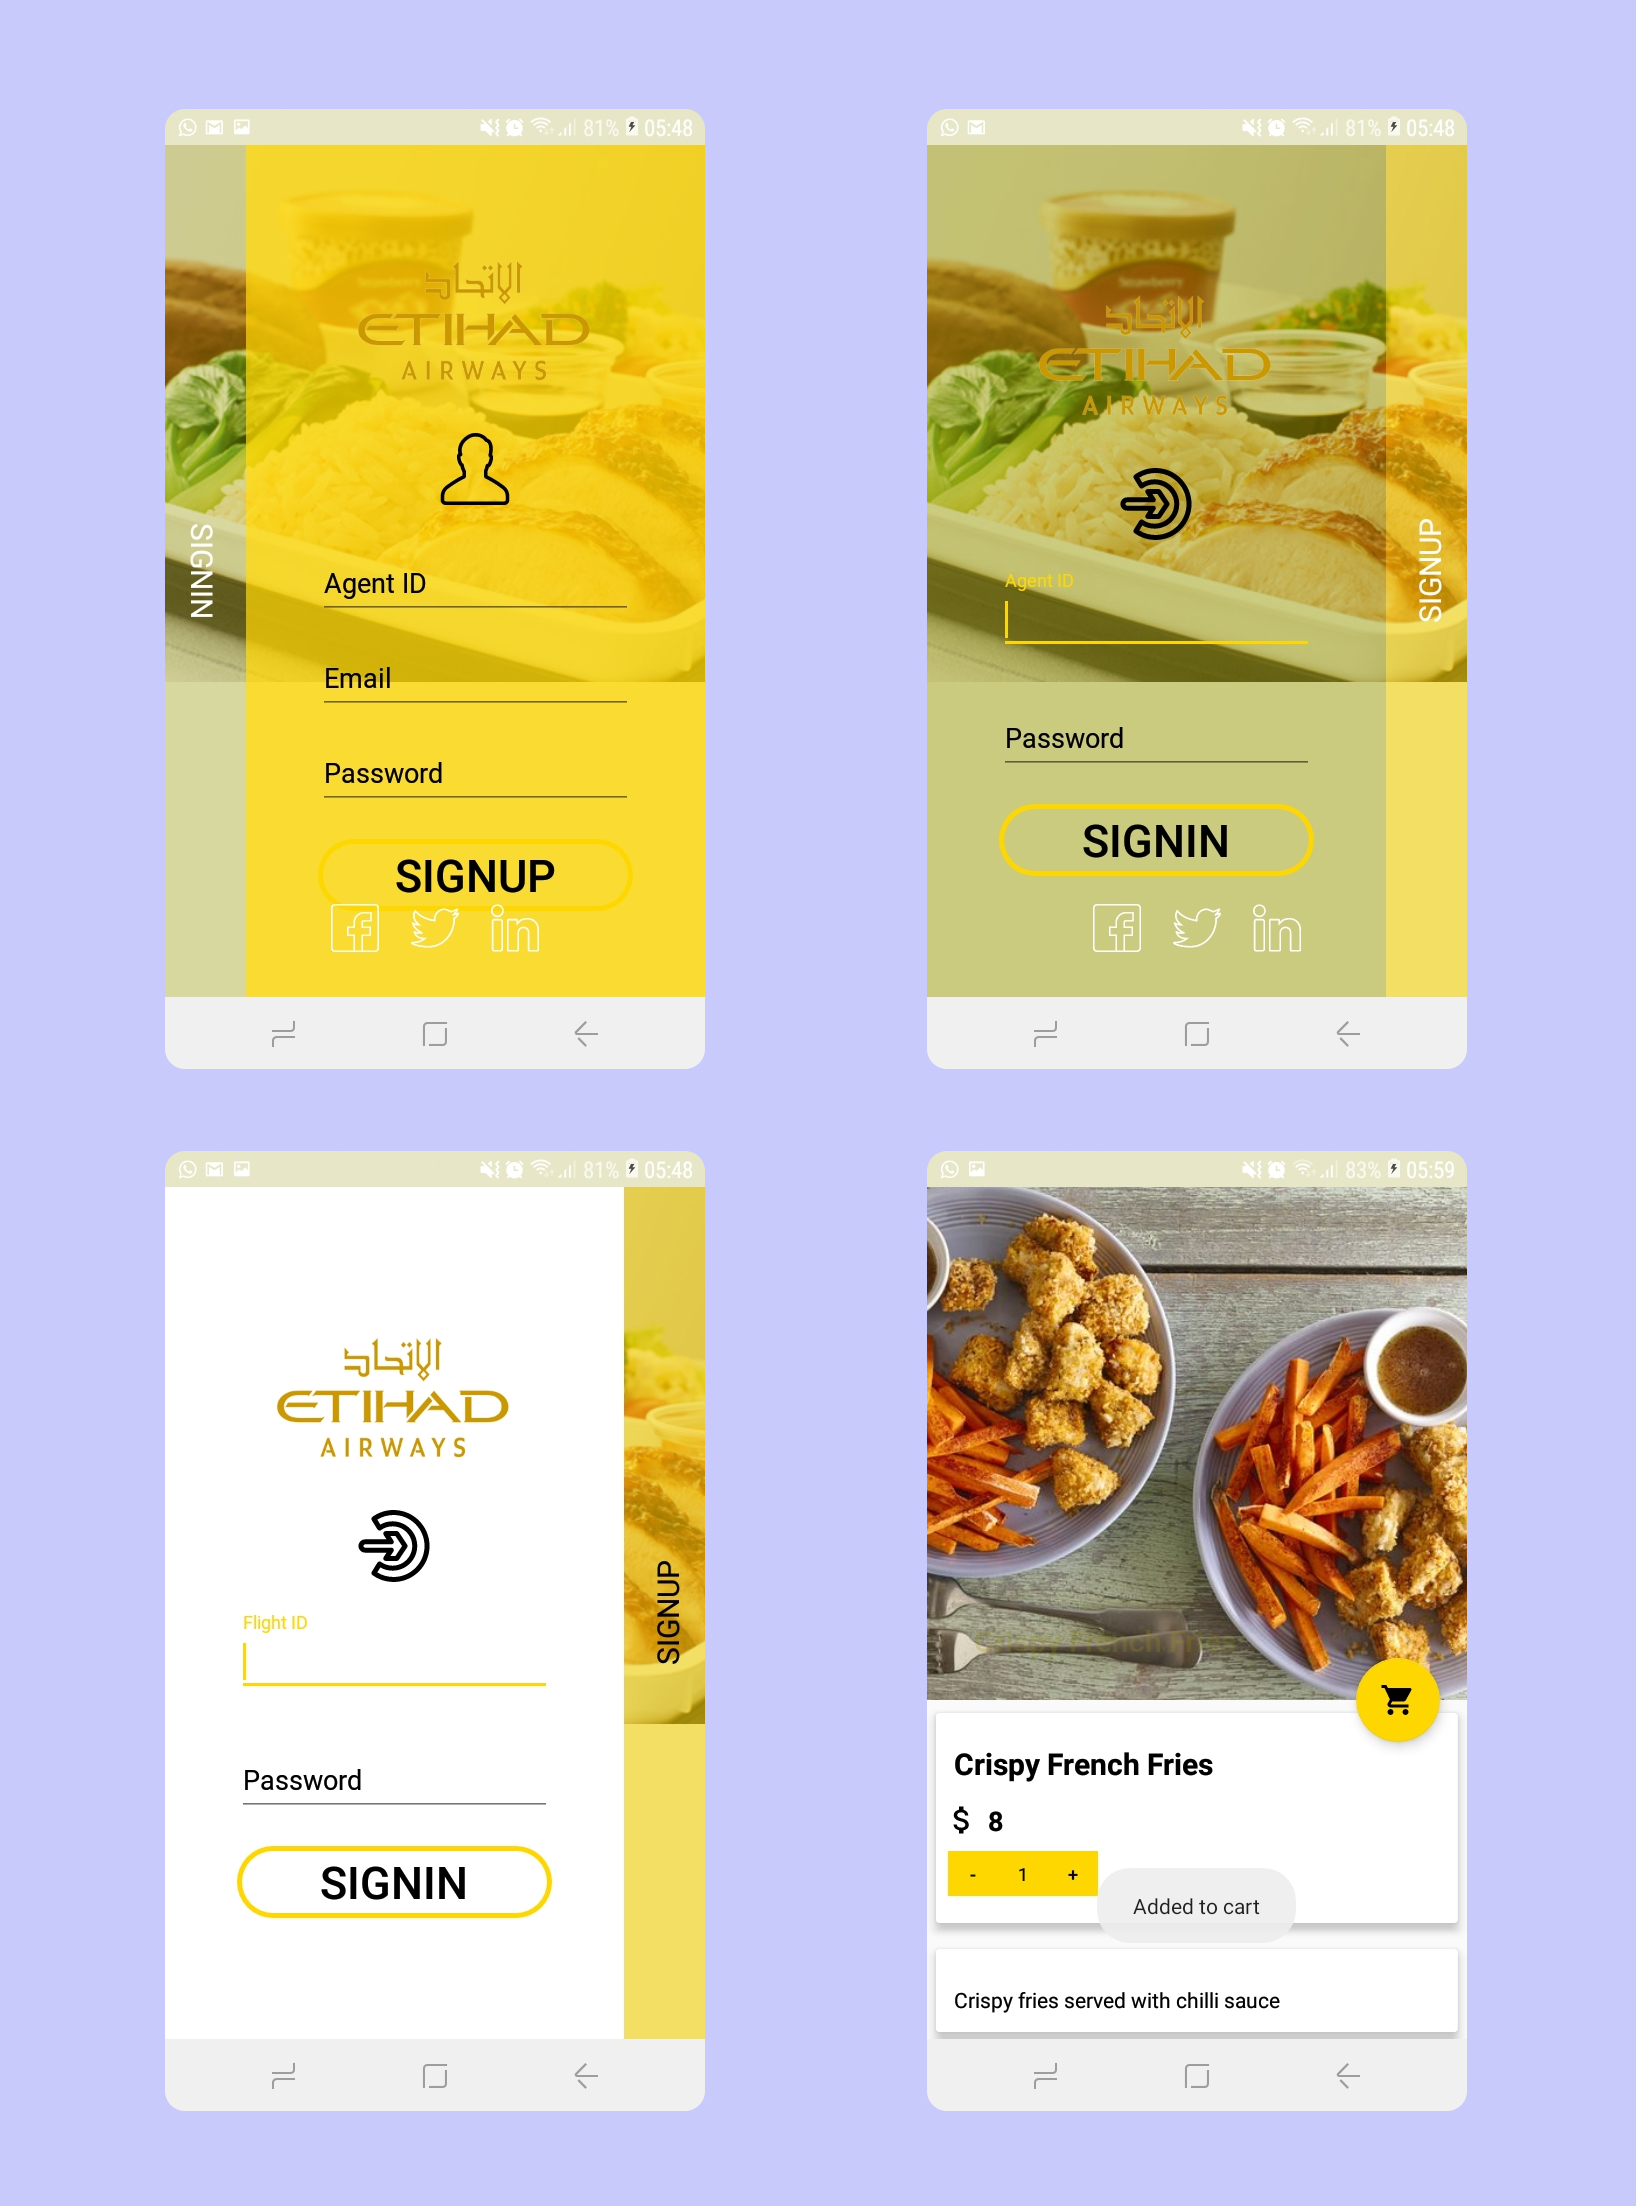 81% 05:48
الإتحاد
ETIHAD
AIRWAYS
SIGNIN
Agent ID
Email
Password
SIGNUP
81% 05:48
Strawberry
الإتحاد
ETIHAD
AIRWAYS
SIGNUP
Agent ID
Password
SIGNIN
81% 05:48
الإتحاد
ETIHAD
AIRWAYS
SIGNUP
Flight ID
Password
SIGNIN
83% 05:59
Crispy French Fries
Crispy French Fries
$ 8
- 1 +
Added to cart
Crispy fries served with chilli sauce